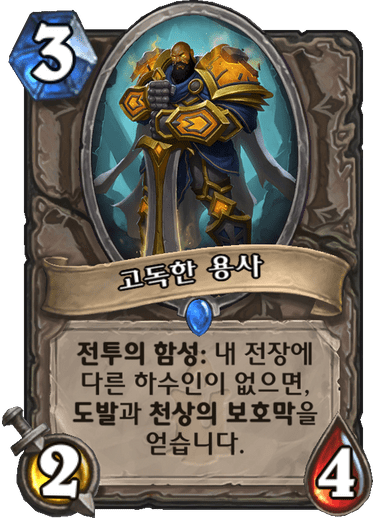 3
고독한 용사
전투의 함성: 내 전장에
다른 하수인이 없으면,
도발과 천상의 보호막을
얻습니다.
2
4